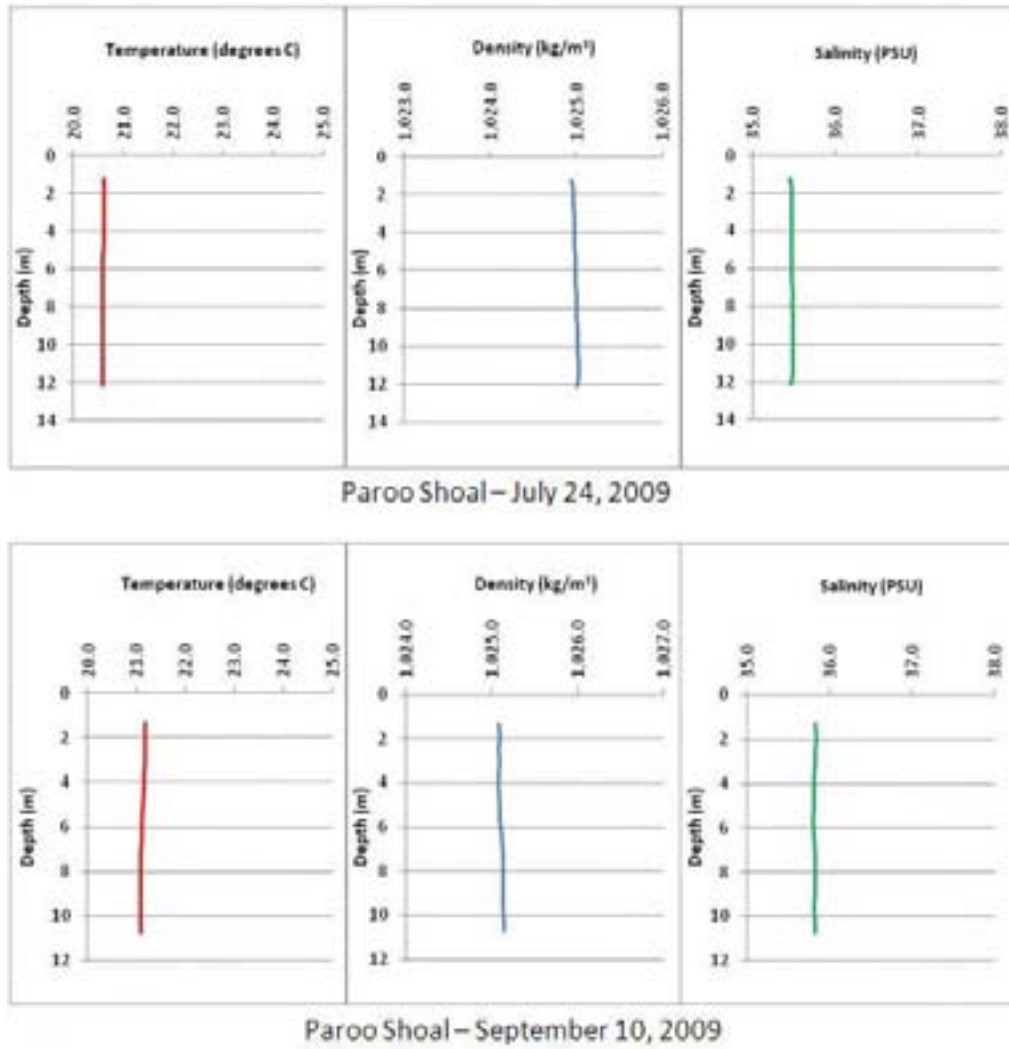 Temperature (degrees C)
20.0 21.0 22.0 23.0 24.0 25.0
Depth (m)
0
2
4
6
8
10
12
14
Density (kg/m³)
1,023.0 1,024.0 1,025.0 1,026.0
Depth (m)
0
2
4
6
8
10
12
14
Salinity (PSU)
35.0 36.0 37.0 38.0
Depth (m)
0
2
4
6
8
10
12
14
Paroo Shoal – July 24, 2009
Temperature (degrees C)
20.0 21.0 22.0 23.0 24.0 25.0
Depth (m)
0
2
4
6
8
10
12
Density (kg/m³)
1,024.0 1,025.0 1,026.0 1,027.0
Depth (m)
0
2
4
6
8
10
12
Salinity (PSU)
35.0 36.0 37.0 38.0
Depth (m)
0
2
4
6
8
10
12
Paroo Shoal – September 10, 2009